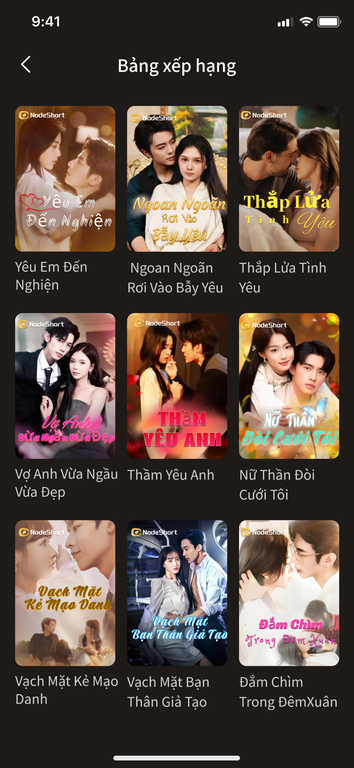 9:41
Bảng xếp hạng
NodeShort
NodeShort
NodeShort
Yêu Em
Đến Nghiện
Ngoan Ngoãn
Rơi Vào
Bẫy Yêu
Thắp Lửa
Tình Yêu
Yêu Em Đến
Nghiện
Ngoan Ngoãn
Rơi Vào Bẫy Yêu
Thắp Lửa Tình
Yêu
NodeShort
NodeShort
NodeShort
Vợ Anh
Vừa Ngầu Vừa Đẹp
THẦM
YÊU ANH
NỮ THẦN
Đòi Cưới Tôi
Vợ Anh Vừa Ngầu
Vừa Đẹp
Thầm Yêu Anh
Nữ Thần Đòi
Cưới Tôi
NodeShort
NodeShort
NodeShort
Vạch Mặt
Kẻ Mạo Danh
Vạch Mặt
Bạn Thân Giả Tạo
Đắm Chìm
Trong Đêm Xuân
Vạch Mặt Kẻ Mạo
Danh
Vạch Mặt Bạn
Thân Giả Tạo
Đắm Chìm
Trong ĐêmXuân